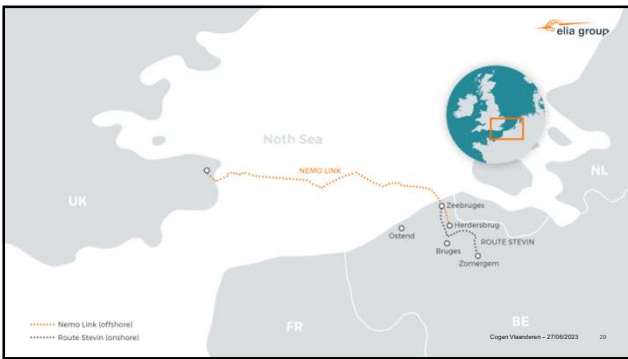 elia group
Noth Sea
NEMO LINK
UK
NL
Zeebruges
Herdersbrug
Ostend
Bruges
ROUTE STEVIN
Zomergem
FR
BE
Nemo Link (offshore)
Route Stevin (onshore)
Cogen Vlaanderen – 27/06/2023 29